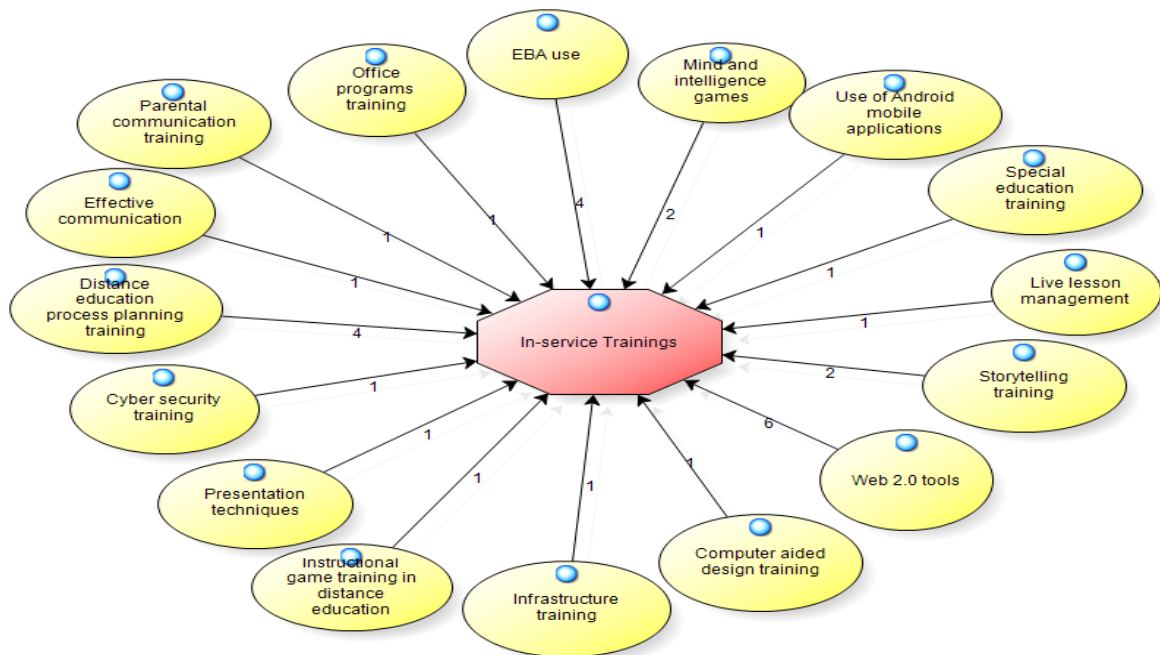 EBA use
4
Mind and
intelligence
games
2
Use of Android
mobile
applications
1
Special
education
training
1
Live lesson
management
1
Storytelling
training
2
Web 2.0 tools
6
Computer aided
design training
1
Infrastructure
training
1
Instructional
game training in
distance
education
1
Presentation
techniques
1
Cyber security
training
1
Distance
education
process planning
training
4
Effective
communication
1
Parental
communication
training
1
Office
programs
training
1
In-service Trainings